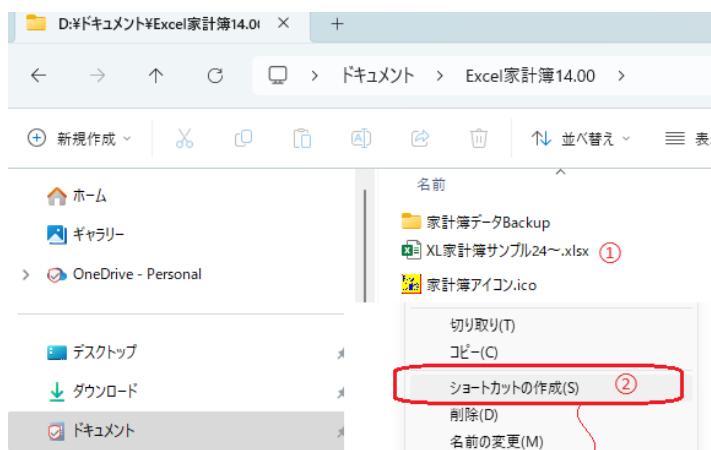 D:¥ドキュメント¥Excel家計簿14.0
ドキュメント > Excel家計簿14.00 >
新規作成 並べ替え 表
ホーム
ギャラリー
OneDrive - Personal
デスクトップ
ダウンロード
ドキュメント
名前
家計簿データBackup
XL家計簿サンプル24～.xlsx ①
家計簿アイコン.ico
切り取り(T)
コピー(C)
ショートカットの作成(S) ②
削除(D)
名前の変更(M)